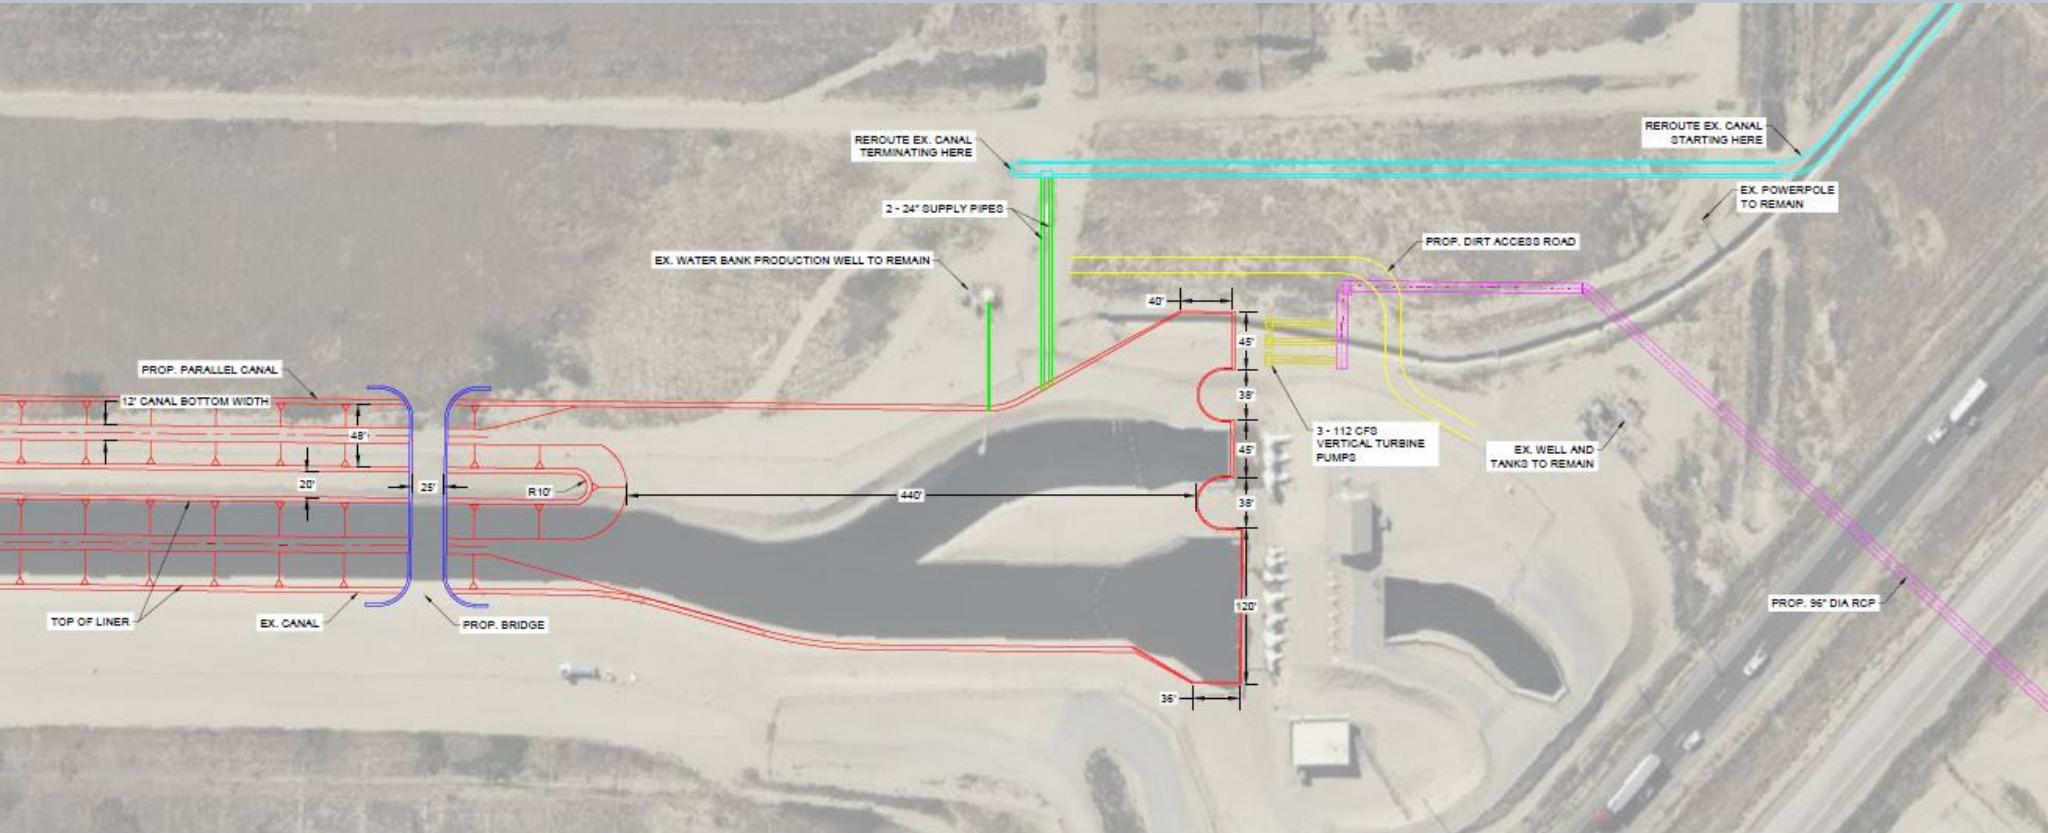 REROUTE EX. CANAL
TERMINATING HERE
REROUTE EX. CANAL
STARTING HERE
EX. POWERPOLE
TO REMAIN
2 - 24" SUPPLY PIPES
PROP. DIRT ACCESS ROAD
EX. WATER BANK PRODUCTION WELL TO REMAIN
40'
45'
PROP. PARALLEL CANAL
12' CANAL BOTTOM WIDTH
38'
48'
3 - 112 CFS
VERTICAL TURBINE
PUMPS
45'
EX. WELL AND
TANKS TO REMAIN
20'
25'
R10'
440'
38'
120'
PROP. 96" DIA RCP
TOP OF LINER
EX. CANAL
PROP. BRIDGE
36'